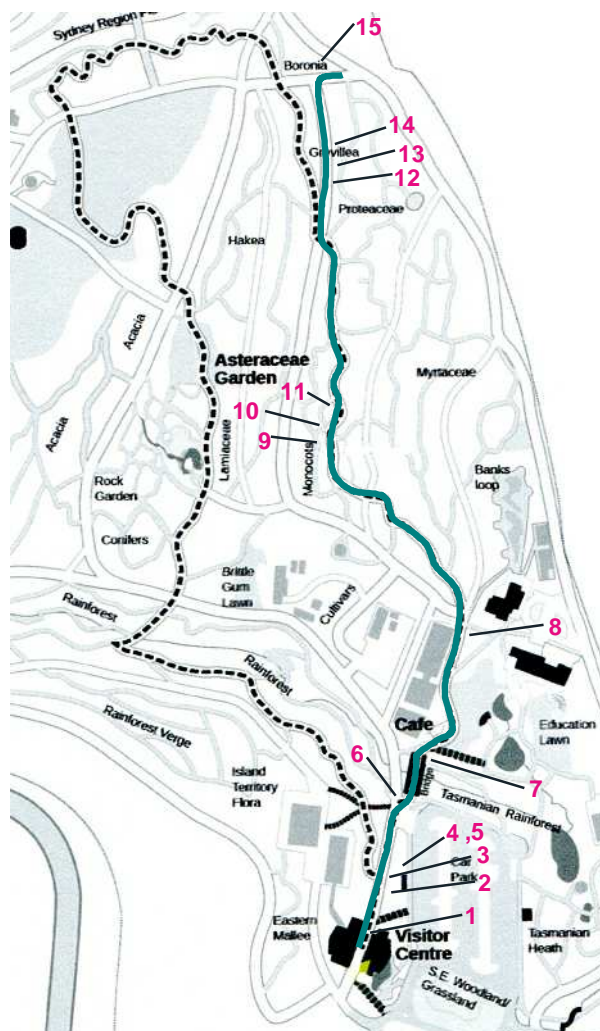 15
Sydney Region
Boronia
14
Grevillea
13
12
Proteaceae
Hakea
Acacia
Asteraceae
Garden
Myrtaceae
11
10
9
Acacia
Lamiaceae
Monocots
Banks
loop
Rock
Garden
Conifers
Brittle
Gum
Lawn
Cultivars
Rainforest
8
Rainforest
Rainforest Verge
Cafe
Education
Lawn
6
Island
Territory
Flora
Bridge
7
Tasmanian Rainforest
4 ,5
3
Car
Park
2
1
Eastern
Mallee
Visitor
Centre
Tasmanian
Heath
S.E. Woodland/
Grassland